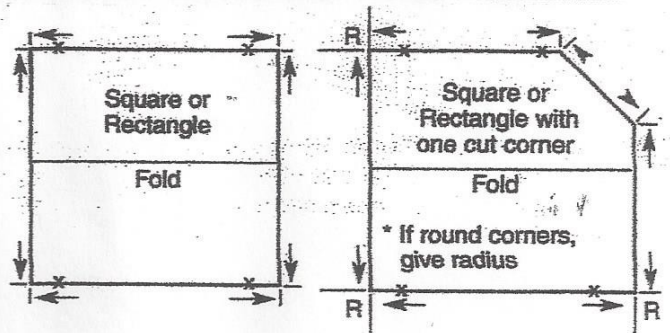 Square or
Rectangle
Fold
R
Square or
Rectangle with
one cut corner
Fold
* If round corners,
give radius
R
R